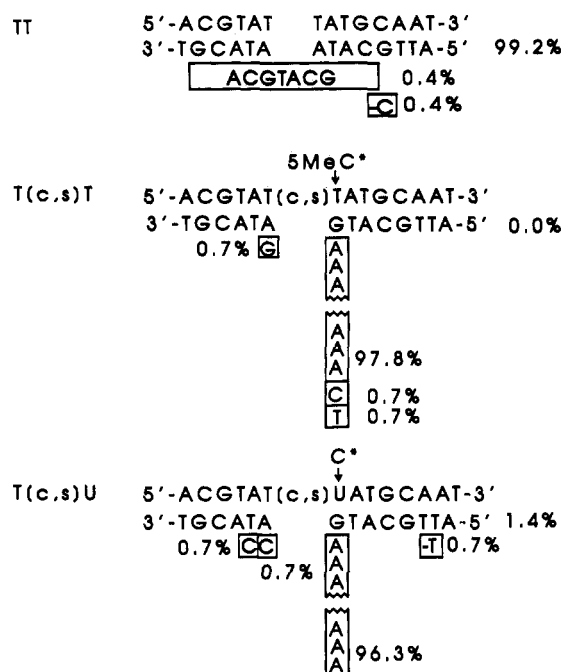 TT 5'-ACGTAT TATGCAAT-3'
3'-TGCATA ATACGTTA-5' 99.2%
ACGTACG 0.4%
-C 0.4%
5MeC*
T(c,s)T 5'-ACGTAT(c,s)TATGCAAT-3'
3'-TGCATA GTACGTTA-5' 0.0%
0.7% G A
A
A
A
A 97.8%
A
C 0.7%
T 0.7%
C*
T(c,s)U 5'-ACGTAT(c,s)UATGCAAT-3'
3'-TGCATA GTACGTTA-5' 1.4%
0.7% CC A -T 0.7%
0.7% A
A
A
A 96.3%
A